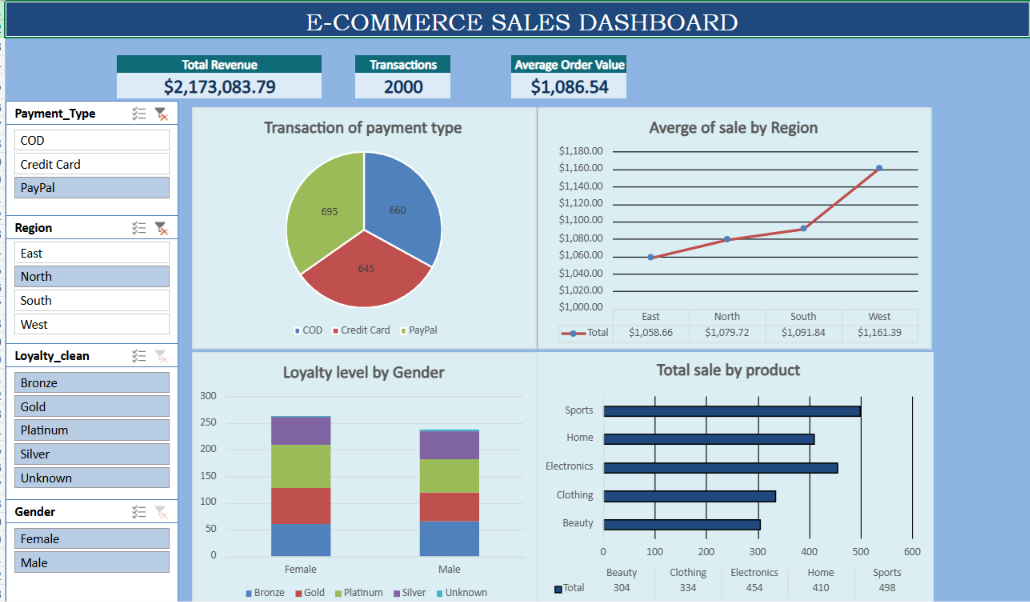 E-COMMERCE SALES DASHBOARD
Total Revenue
$2,173,083.79
Transactions
2000
Average Order Value
$1,086.54
Payment_Type
COD
Credit Card
PayPal
Region
East
North
South
West
Loyalty_clean
Bronze
Gold
Platinum
Silver
Unknown
Gender
Female
Male
Transaction of payment type
695
660
645
COD Credit Card PayPal
Averge of sale by Region
$1,180.00
$1,160.00
$1,140.00
$1,120.00
$1,100.00
$1,080.00
$1,060.00
$1,040.00
$1,020.00
$1,000.00
East North South West
Total $1,058.66 $1,079.72 $1,091.84 $1,161.39
Loyalty level by Gender
300
250
200
150
100
50
0
Female Male
Bronze Gold Platinum Silver Unknown
Total sale by product
Sports
Home
Electronics
Clothing
Beauty
0 100 200 300 400 500 600
Beauty Clothing Electronics Home Sports
Total 304 334 454 410 498